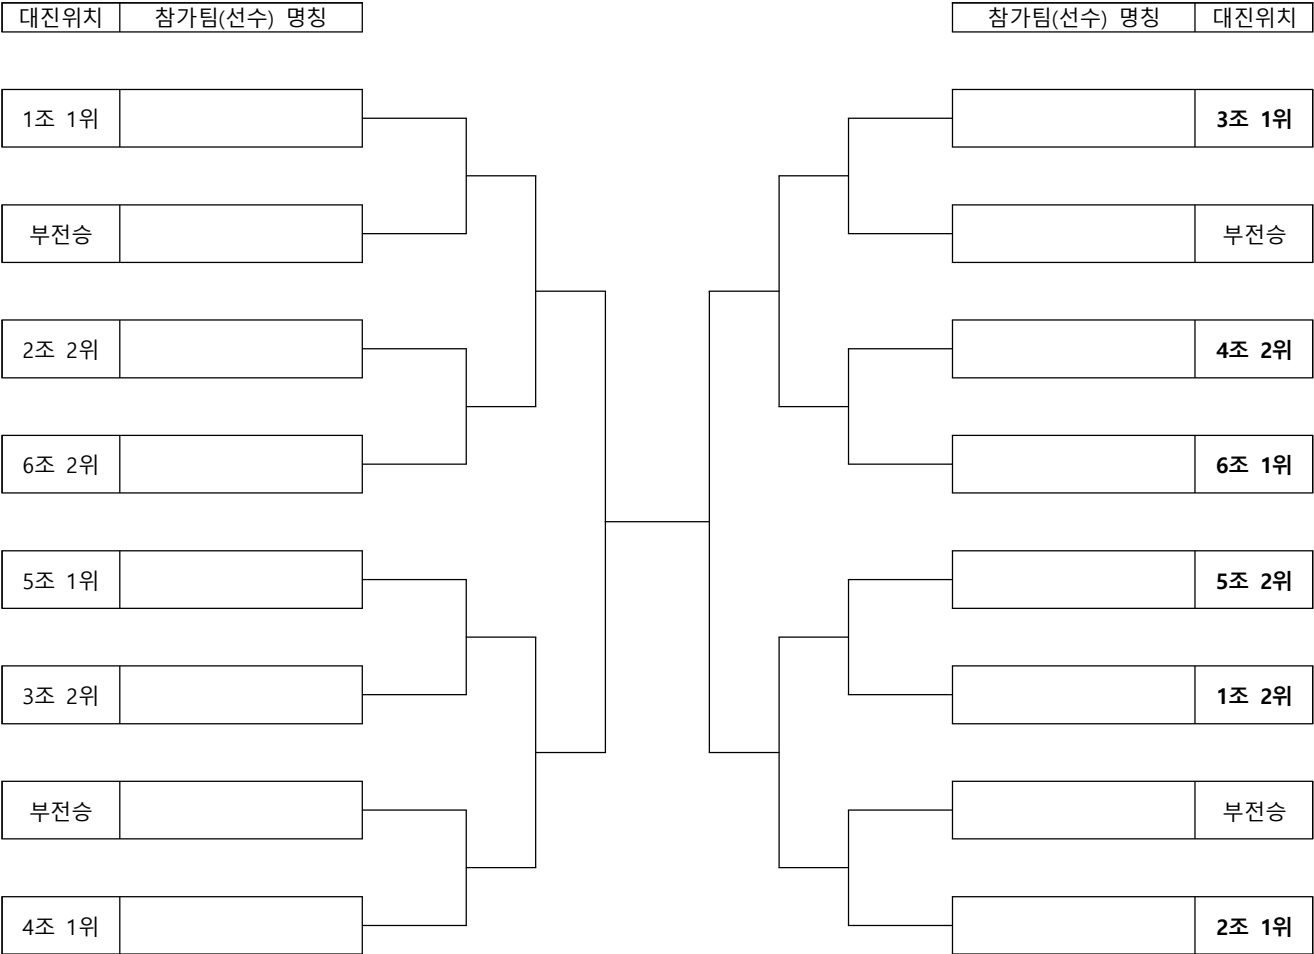 대진위치 참가팀(선수) 명칭 참가팀(선수) 명칭 대진위치
1조 1위 3조 1위
부전승 부전승
2조 2위 4조 2위
6조 2위 6조 1위
5조 1위 5조 2위
3조 2위 1조 2위
부전승 부전승
4조 1위 2조 1위